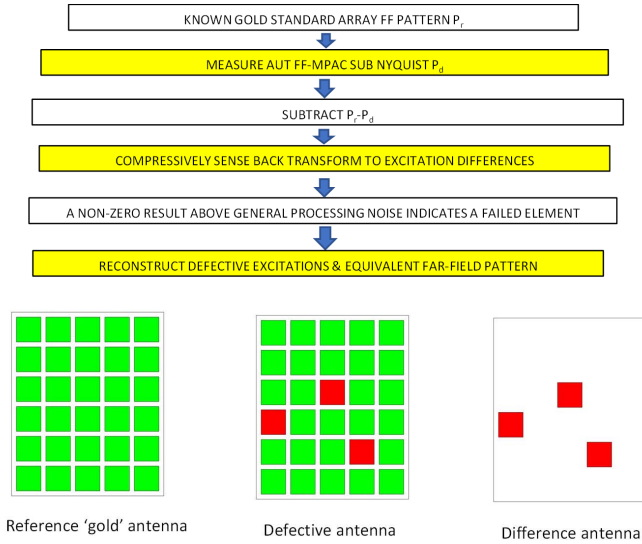 KNOWN GOLD STANDARD ARRAY FF PATTERN Pr
MEASURE AUT FF-MPAC SUB NYQUIST Pd
SUBTRACT Pr-Pd
COMPRESSIVELY SENSE BACK TRANSFORM TO EXCITATION DIFFERENCES
A NON-ZERO RESULT ABOVE GENERAL PROCESSING NOISE INDICATES A FAILED ELEMENT
RECONSTRUCT DEFECTIVE EXCITATIONS & EQUIVALENT FAR-FIELD PATTERN
Reference 'gold' antenna
Defective antenna
Difference antenna